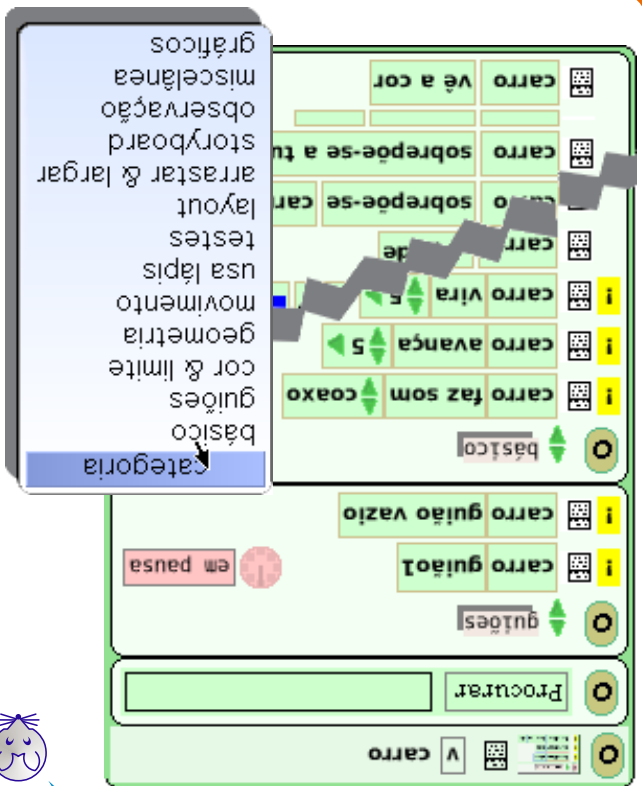 v carro
Procurar
guiões
! carro guião1 em pausa
! carro guião vazio
básico
! carro faz som coaxo
! carro avança 5
! carro vira 5
carro
carro sobrepõe-se
carro sobrepõe-se a
carro vê a cor
categoria
básico
guiões
cor & limite
geometria
movimento
usa lápis
testes
layout
arrastar & largar
storyboard
observação
miscelânea
gráficos